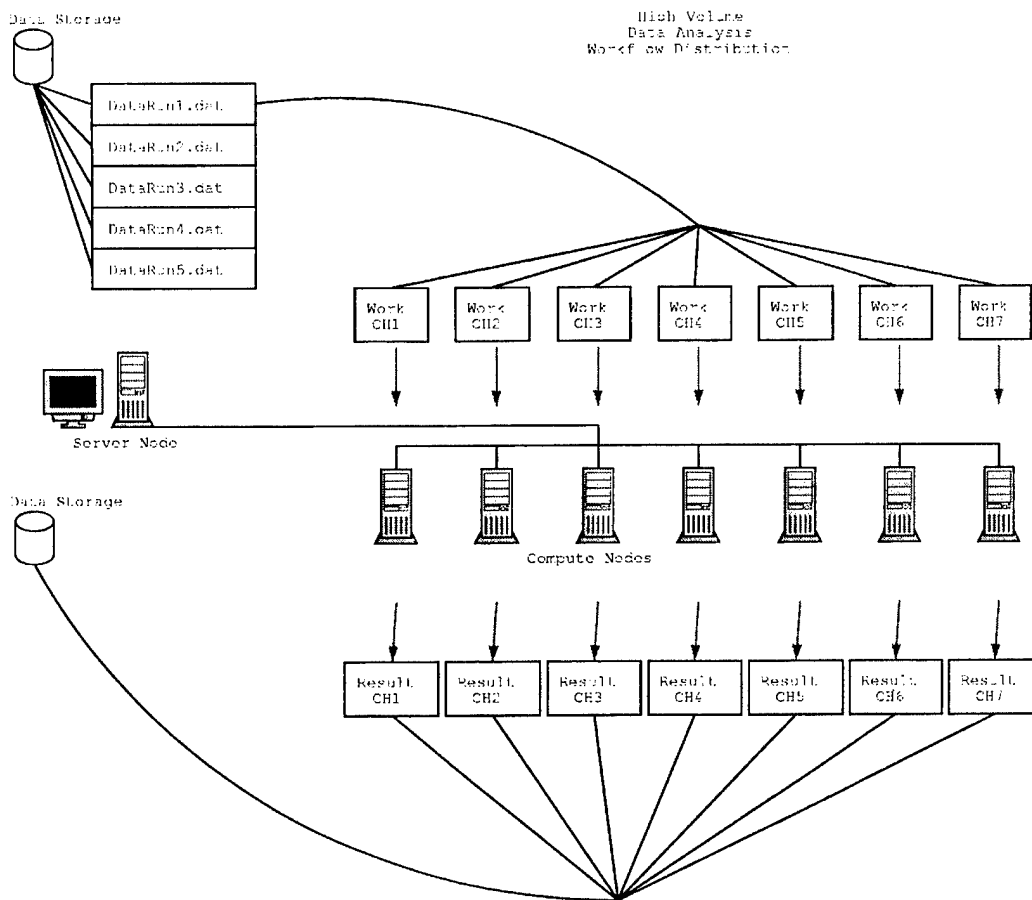 Data Storage
High Volume
Data Analysis
Workflow Distribution
DataRun1.dat
DataRun2.dat
DataRun3.dat
DataRun4.dat
DataRun5.dat
Work
CH1
Work
CH2
Work
CH3
Work
CH4
Work
CH5
Work
CH6
Work
CH7
Server Node
Data Storage
Compute Nodes
Result
CH1
Result
CH2
Result
CH3
Result
CH4
Result
CH5
Result
CH6
Result
CH7